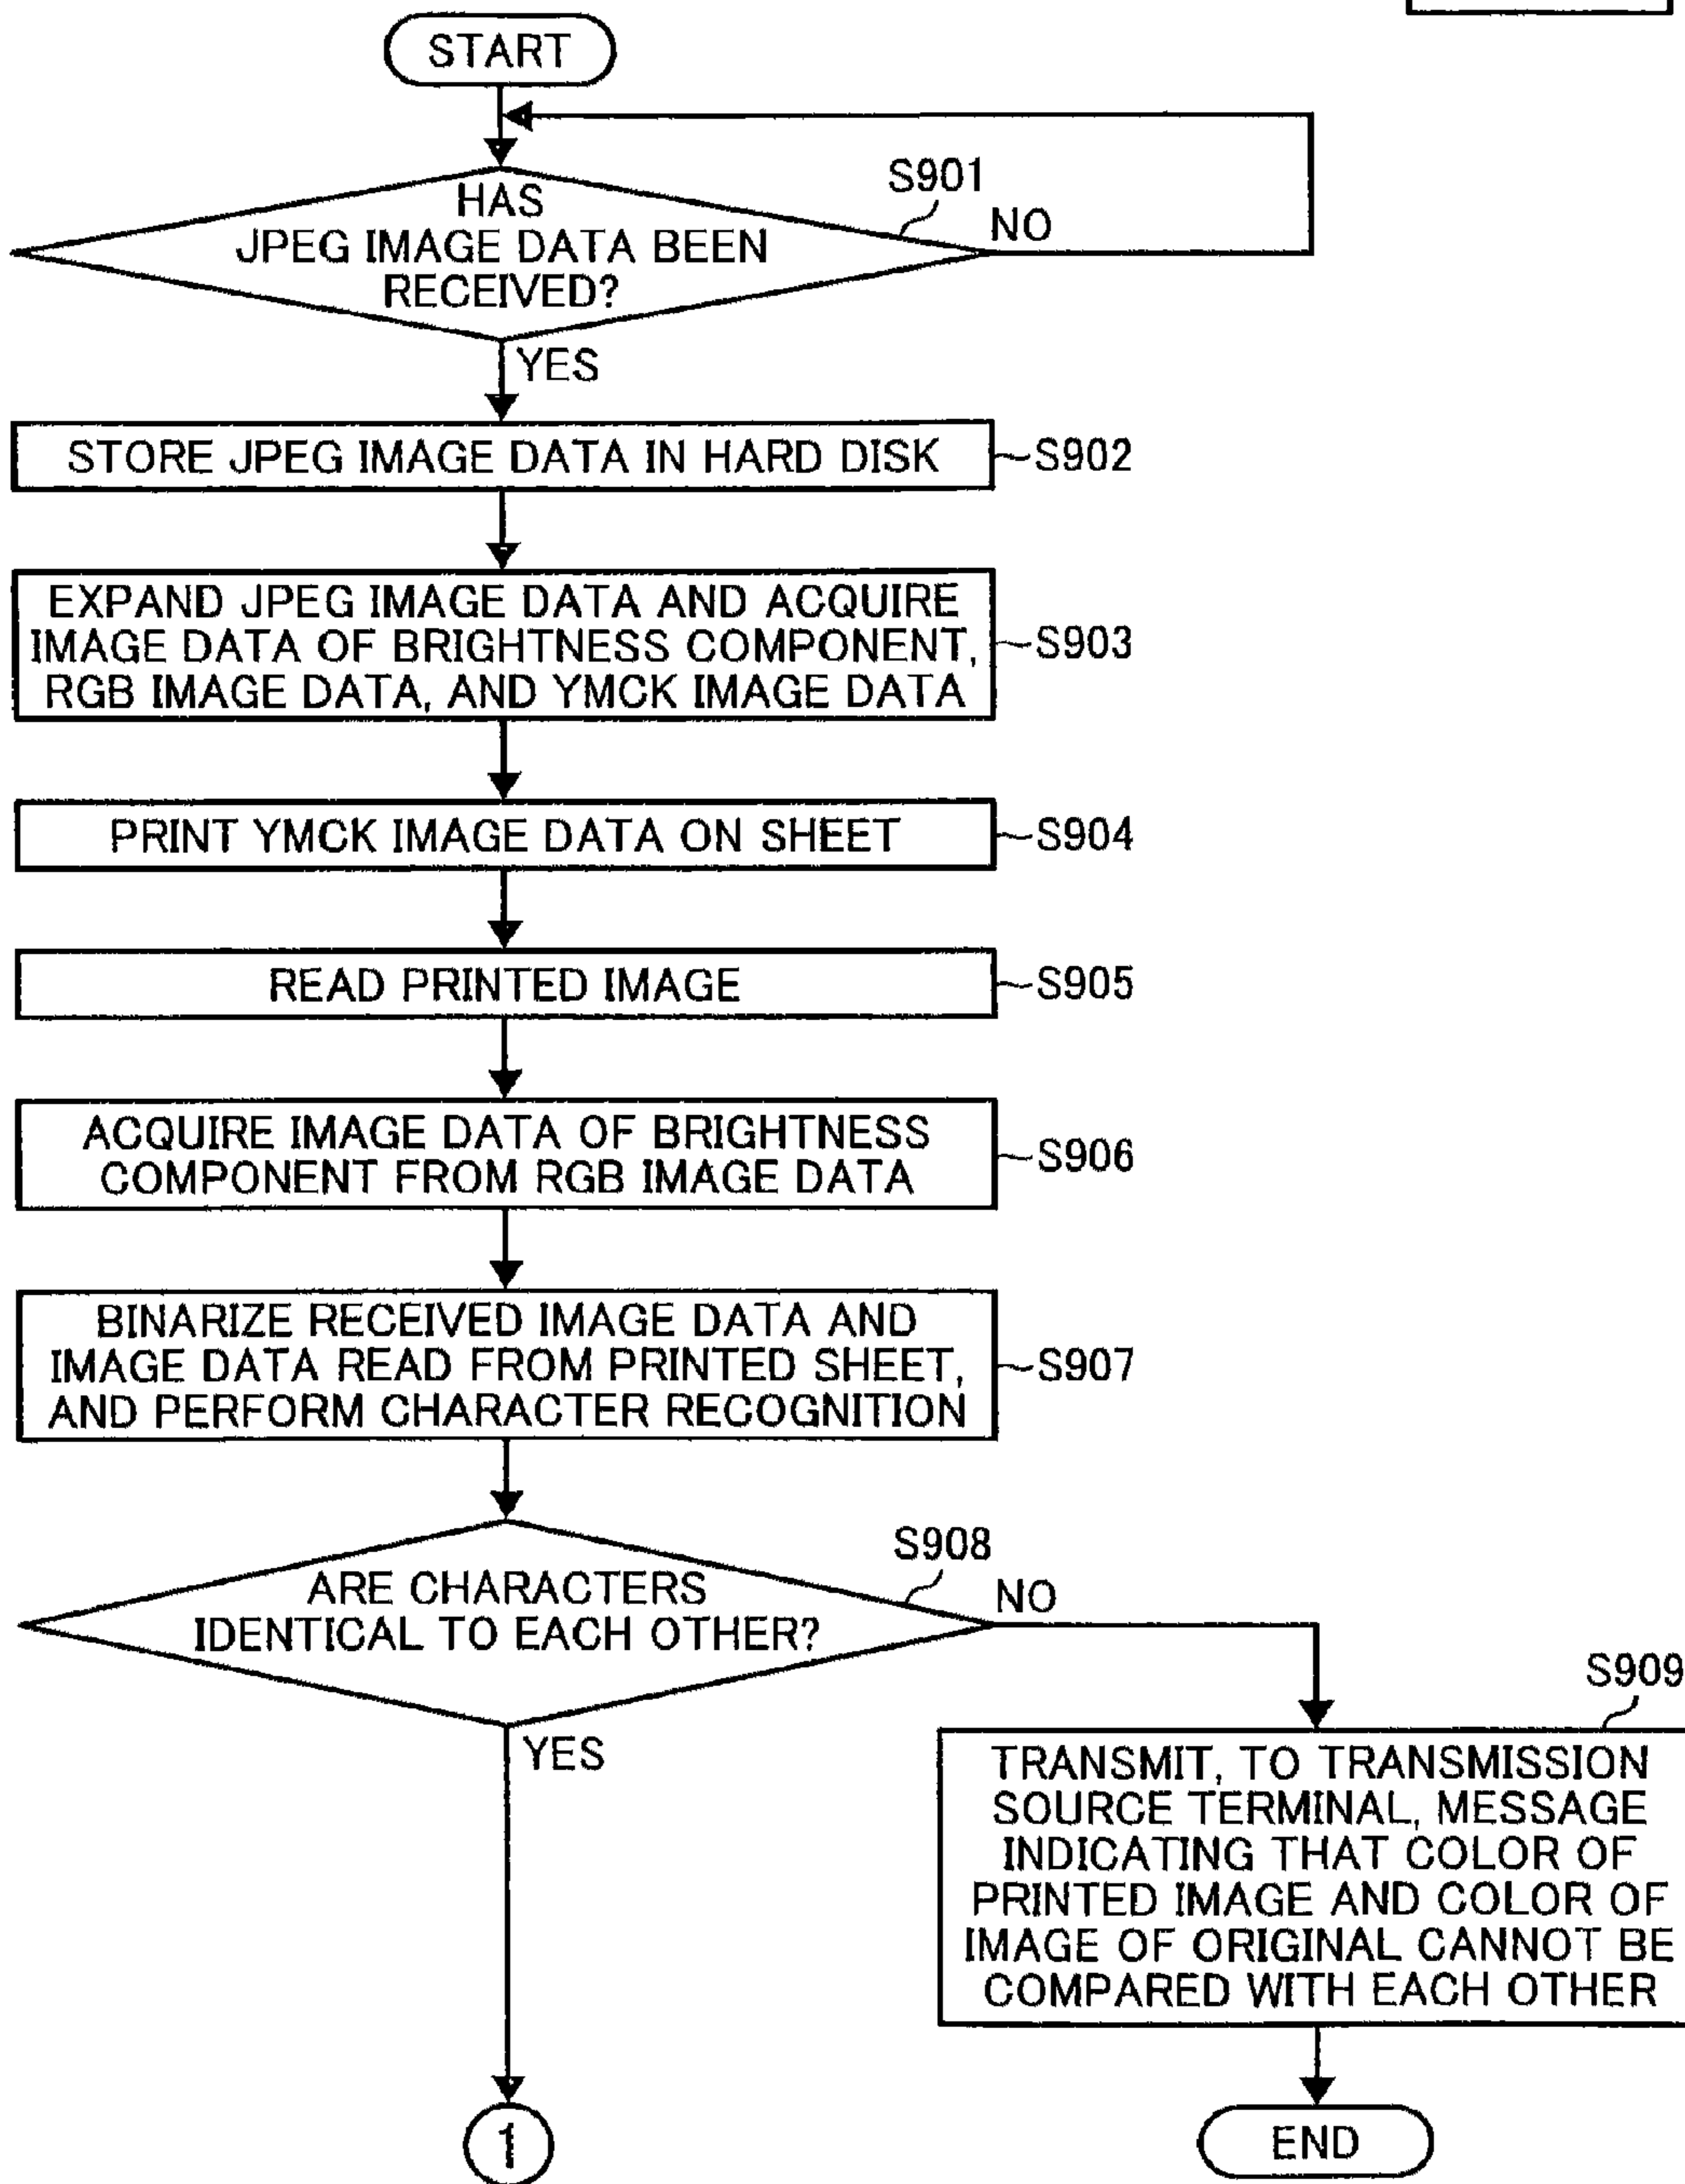 START
S901
HAS
JPEG IMAGE DATA BEEN
RECEIVED?
NO
YES
STORE JPEG IMAGE DATA IN HARD DISK
S902
EXPAND JPEG IMAGE DATA AND ACQUIRE
IMAGE DATA OF BRIGHTNESS COMPONENT,
RGB IMAGE DATA, AND YMCK IMAGE DATA
S903
PRINT YMCK IMAGE DATA ON SHEET
S904
READ PRINTED IMAGE
S905
ACQUIRE IMAGE DATA OF BRIGHTNESS
COMPONENT FROM RGB IMAGE DATA
S906
BINARIZE RECEIVED IMAGE DATA AND
IMAGE DATA READ FROM PRINTED SHEET,
AND PERFORM CHARACTER RECOGNITION
S907
S908
ARE CHARACTERS
IDENTICAL TO EACH OTHER?
NO
YES
S909
TRANSMIT, TO TRANSMISSION
SOURCE TERMINAL, MESSAGE
INDICATING THAT COLOR OF
PRINTED IMAGE AND COLOR OF
IMAGE OF ORIGINAL CANNOT BE
COMPARED WITH EACH OTHER
1
END